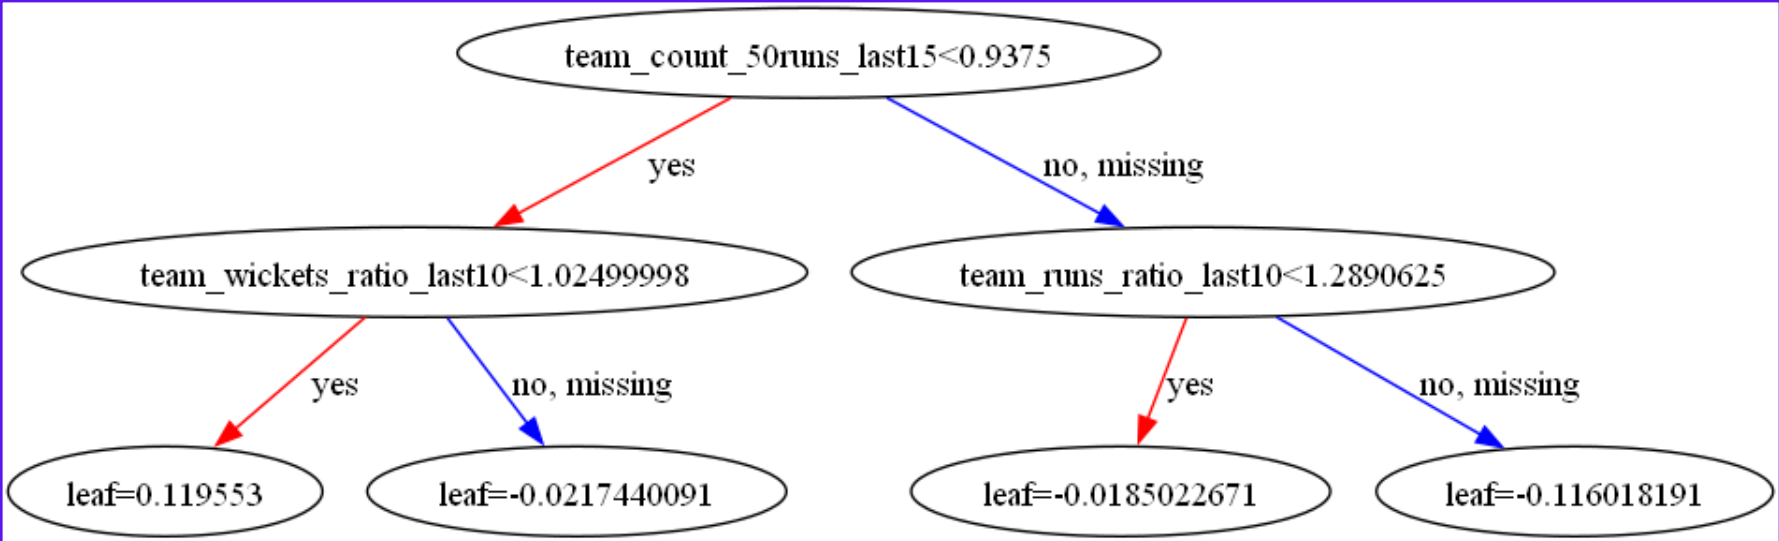 team_count_50runs_last15<0.9375
yes
no, missing
team_wickets_ratio_last10<1.02499998
team_runs_ratio_last10<1.2890625
yes
no, missing
yes
no, missing
leaf=0.119553
leaf=-0.0217440091
leaf=-0.0185022671
leaf=-0.116018191